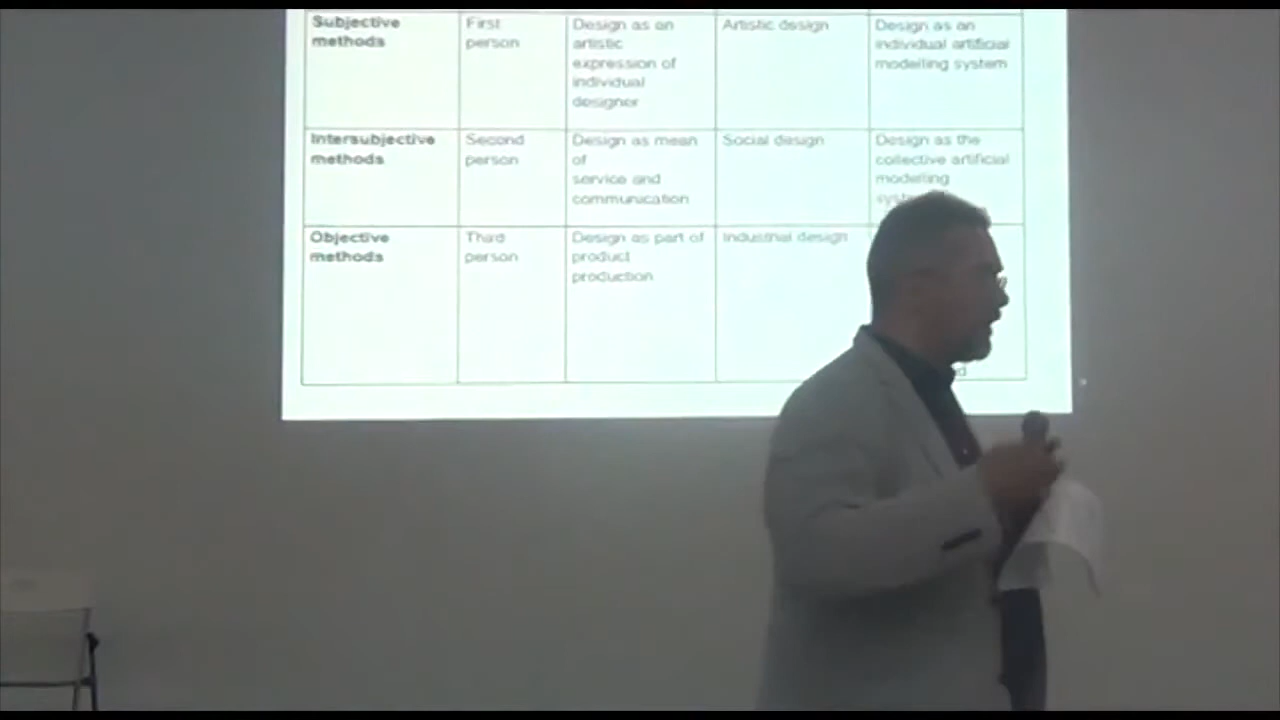 Subjective
methods
First
person
Design as an
artistic
expression of
individual
designer
Artistic design
Design as an
individual artificial
modelling system
Intersubjective
methods
Second
person
Design as mean
of
service and
communication
Social design
Design as the
collective artificial
modelling
Objective
methods
Third
person
Design as part of
product
production
Industrial design